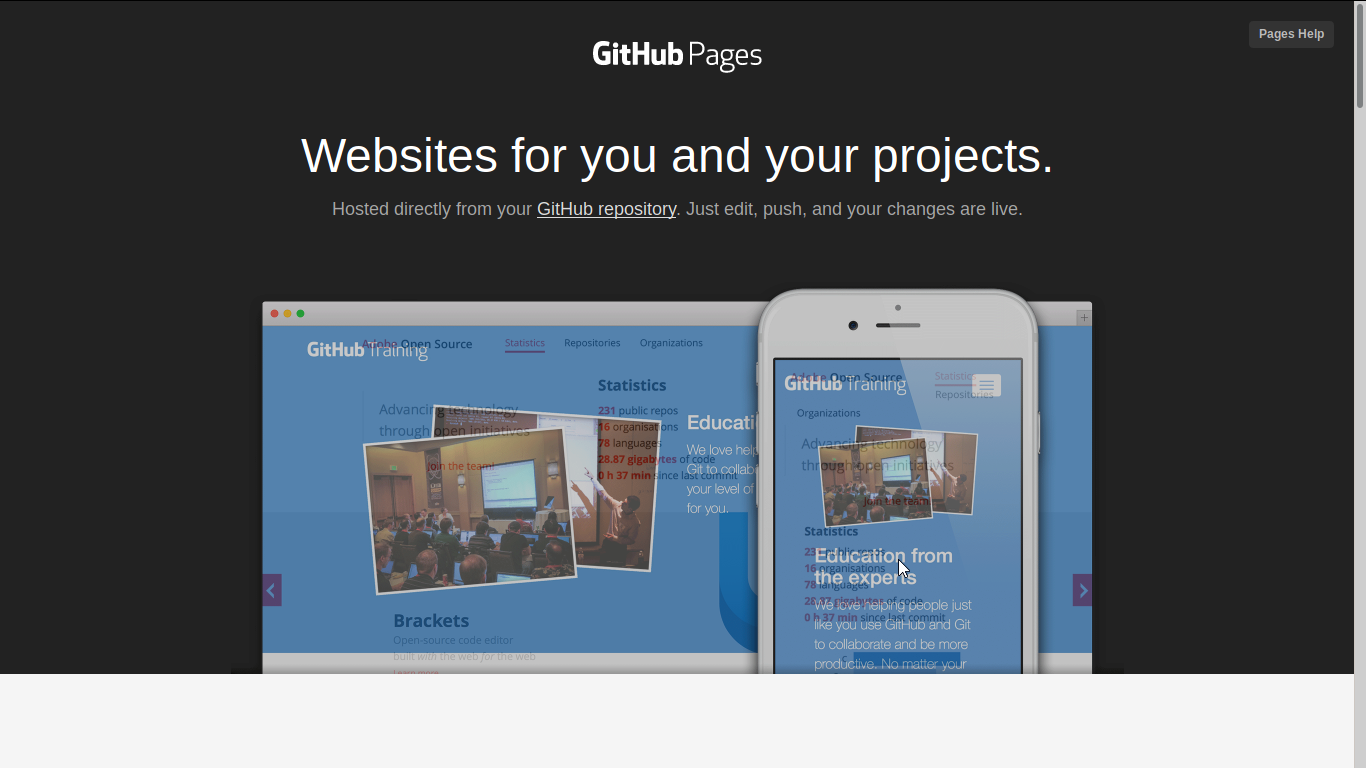 GitHub Pages
Pages Help
Websites for you and your projects.
Hosted directly from your GitHub repository. Just edit, push, and your changes are live.
GitHub Training
Adobe Open Source
Statistics
Repositories
Organizations
Statistics
231 public repos
16 organisations
78 languages
28.87 gigabytes of code
0 h 37 min since last commit
Advancing technology
through open initiatives
Join the team!
Educati
We love help
Git to collab
your level of
for you.
Brackets
Open-source code editor
built with the web for the web
Learn more
GitHub Training
Adobe Open Source
Statistics
Repositories
Organizations
Advancing technology
through open initiatives
Join the team!
Statistics
231 public repos
16 organisations
78 languages
28.87 gigabytes of code
0 h 37 min since last commit
Education from
the experts
We love helping people just
like you use GitHub and Git
to collaborate and be more
productive. No matter your